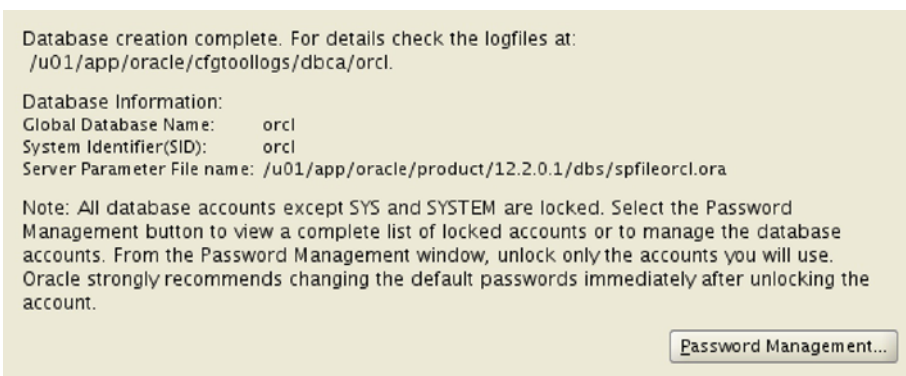 Database creation complete. For details check the logfiles at:
/u01/app/oracle/cfgtoollogs/dbca/orcl.
Database Information:
Global Database Name: orcl
System Identifier(SID): orcl
Server Parameter File name: /u01/app/oracle/product/12.2.0.1/dbs/spfileorcl.ora
Note: All database accounts except SYS and SYSTEM are locked. Select the Password
Management button to view a complete list of locked accounts or to manage the database
accounts. From the Password Management window, unlock only the accounts you will use.
Oracle strongly recommends changing the default passwords immediately after unlocking the
account.
Password Management...